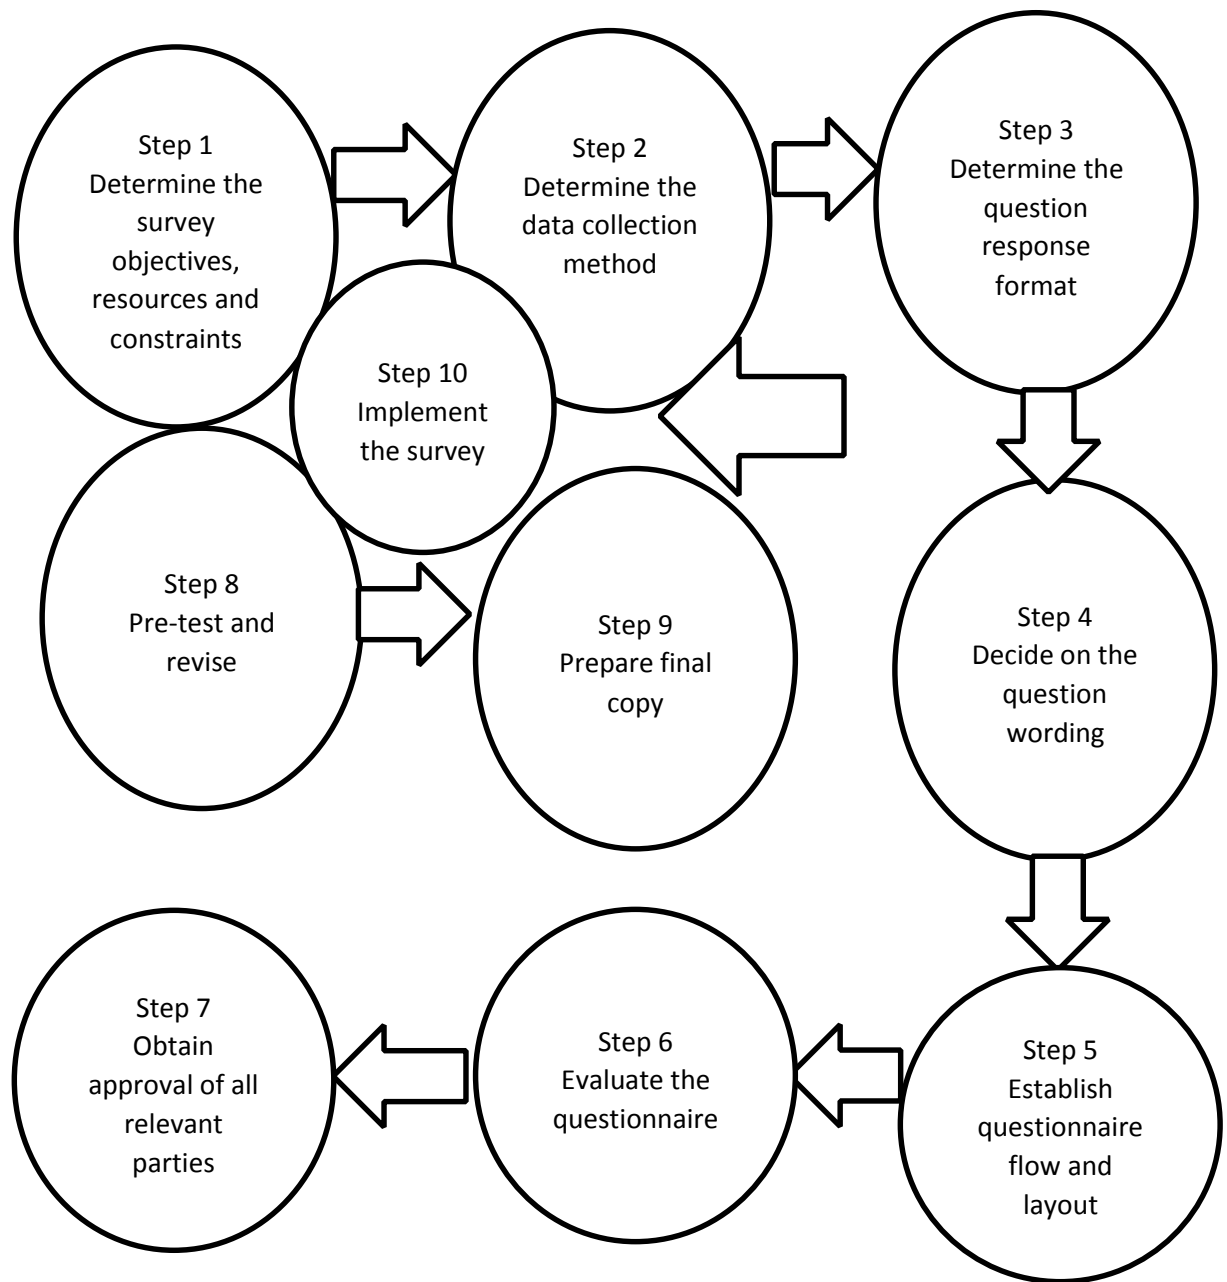 Step 1
Determine the
survey
objectives,
resources and
constraints
Step 2
Determine the
data collection
method
Step 3
Determine the
question
response
format
Step 4
Decide on the
question
wording
Step 5
Establish
questionnaire
flow and
layout
Step 6
Evaluate the
questionnaire
Step 7
Obtain
approval of all
relevant
parties
Step 8
Pre-test and
revise
Step 9
Prepare final
copy
Step 10
Implement
the survey